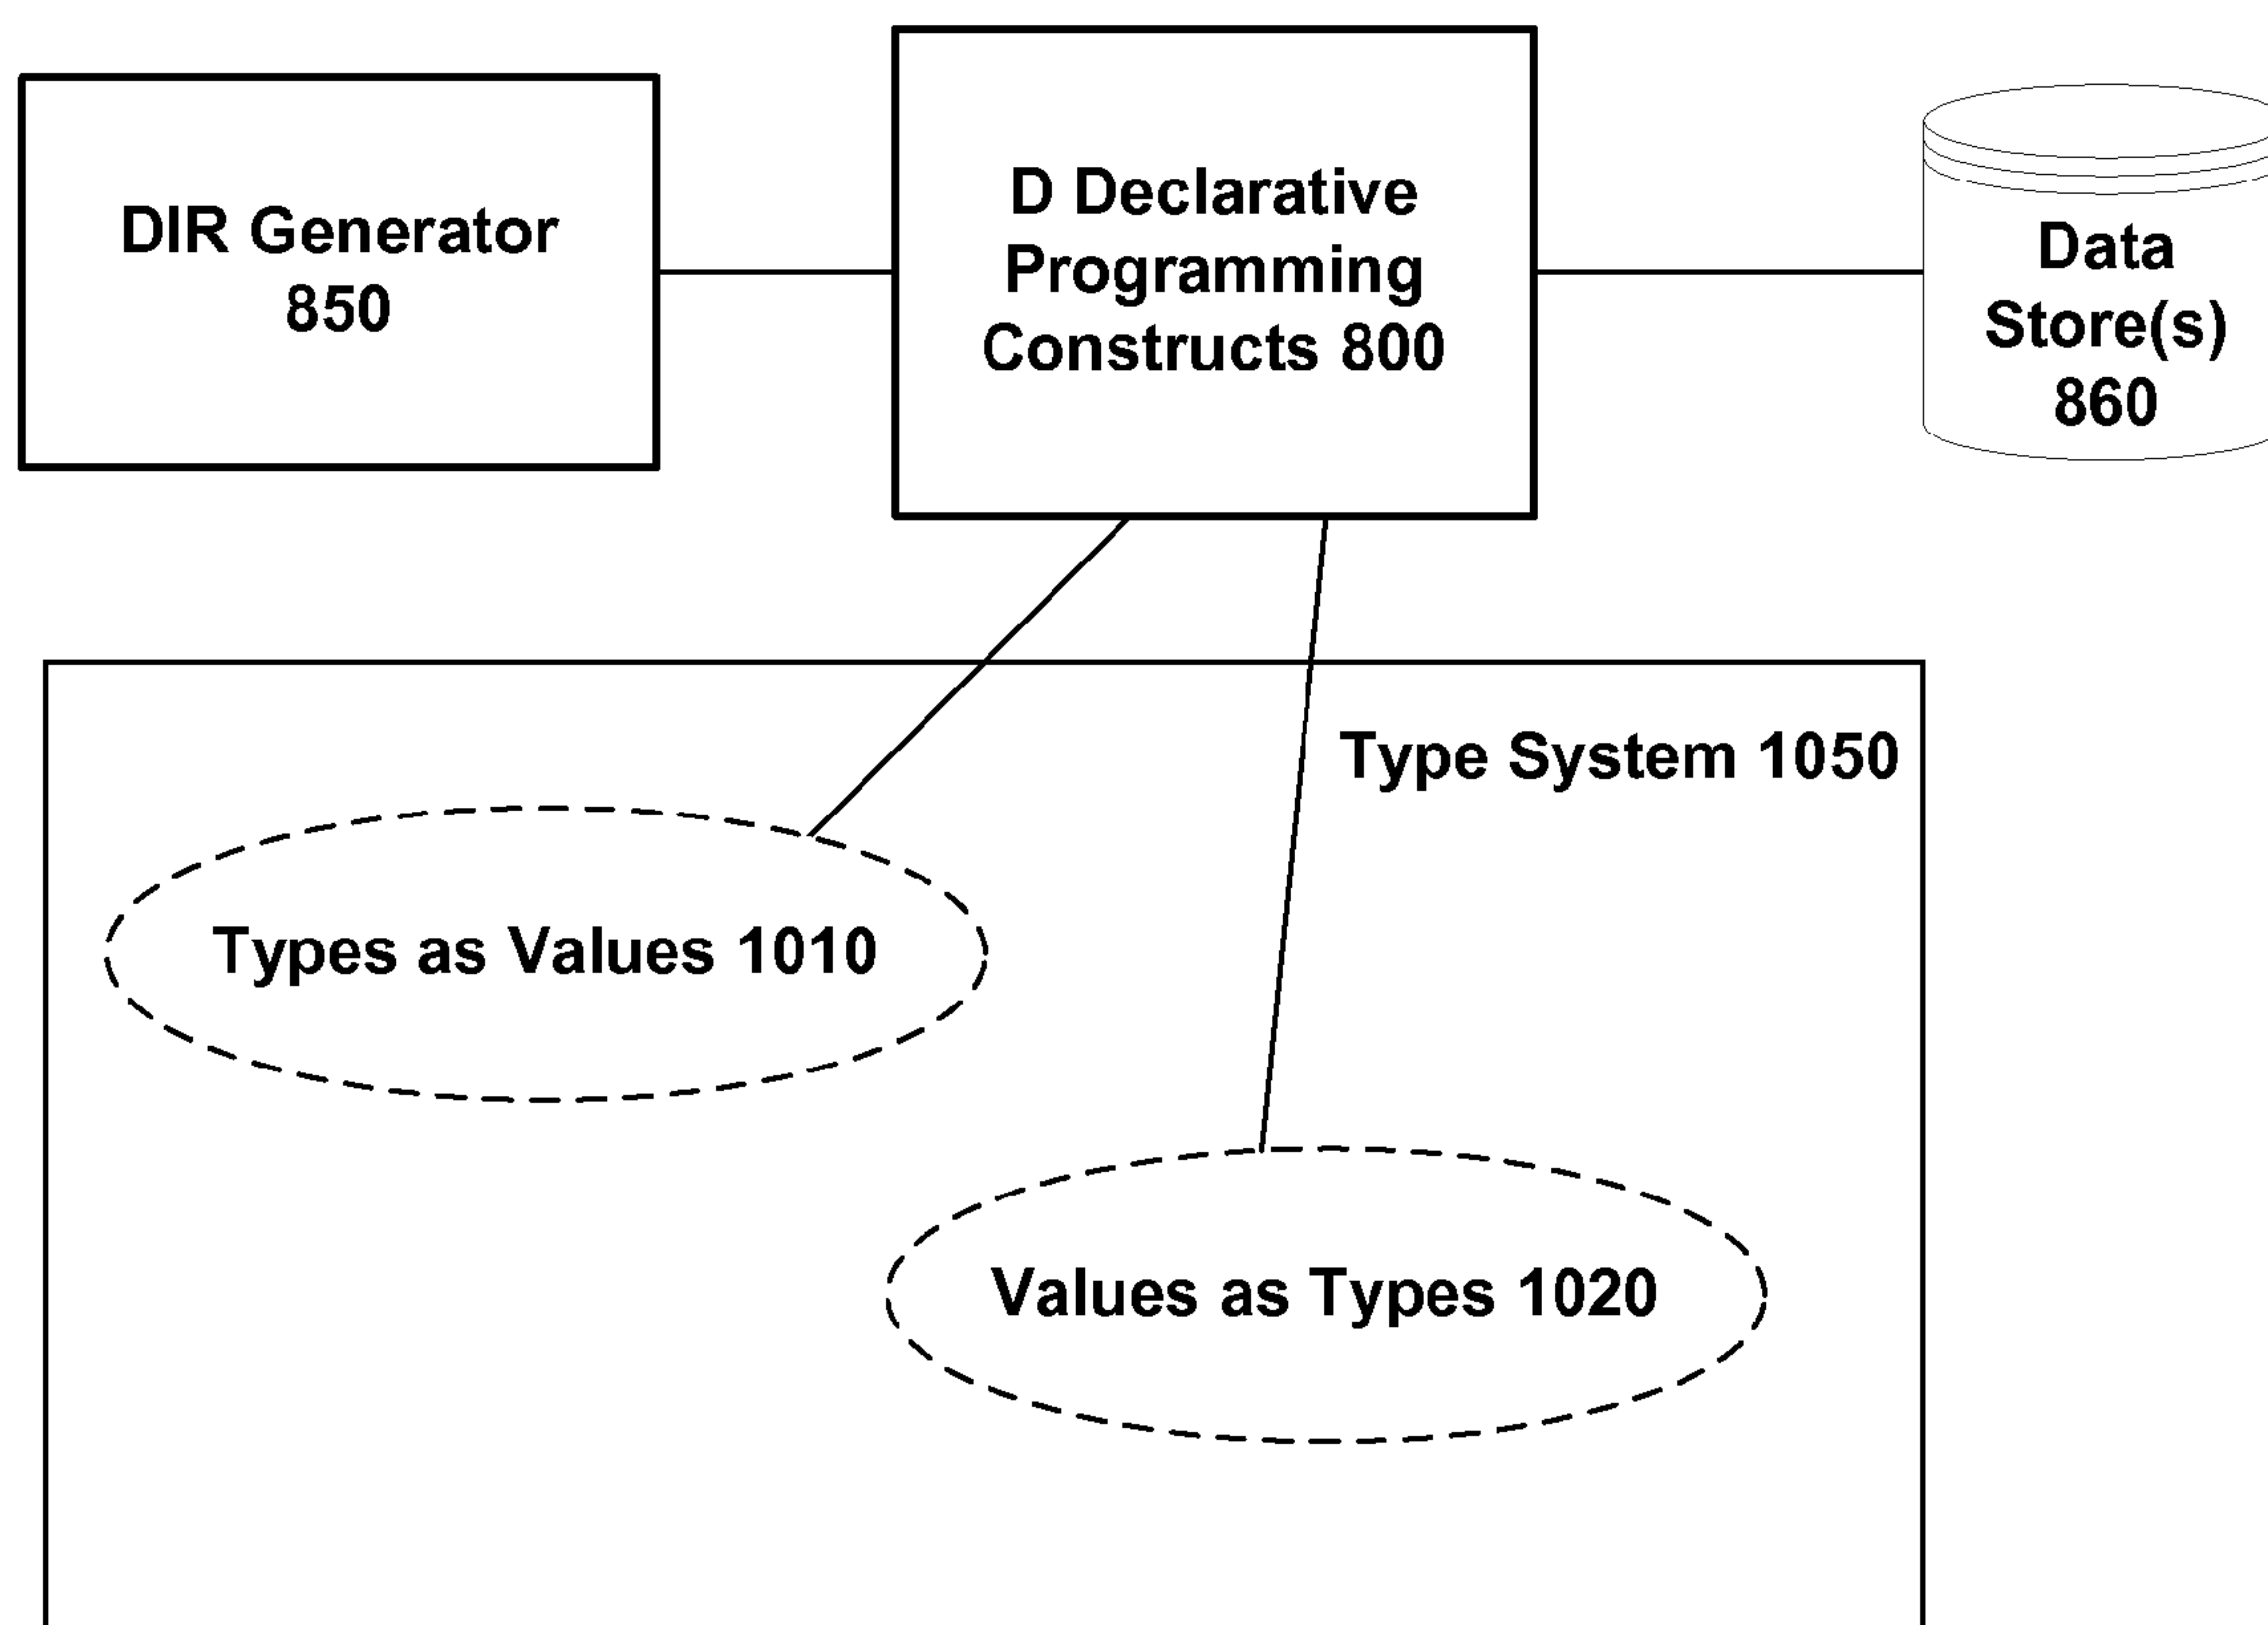 DIR Generator
850
D Declarative
Programming
Constructs 800
Data
Store(s)
860
Type System 1050
Types as Values 1010
Values as Types 1020